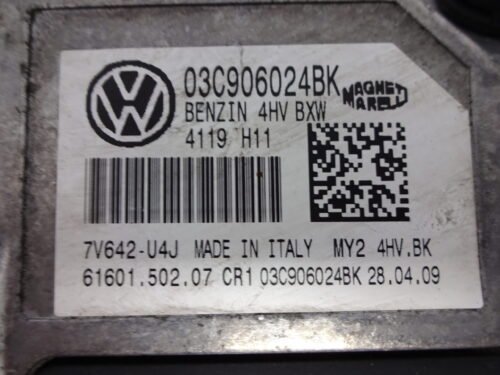 03C906024BK
MAGNETI
MARELLI
BENZIN 4HV BXW
4119 H11
7V642-U4J MADE IN ITALY MY2 4HV.BK
61601.502.07 CR1 03C906024BK 28.04.09